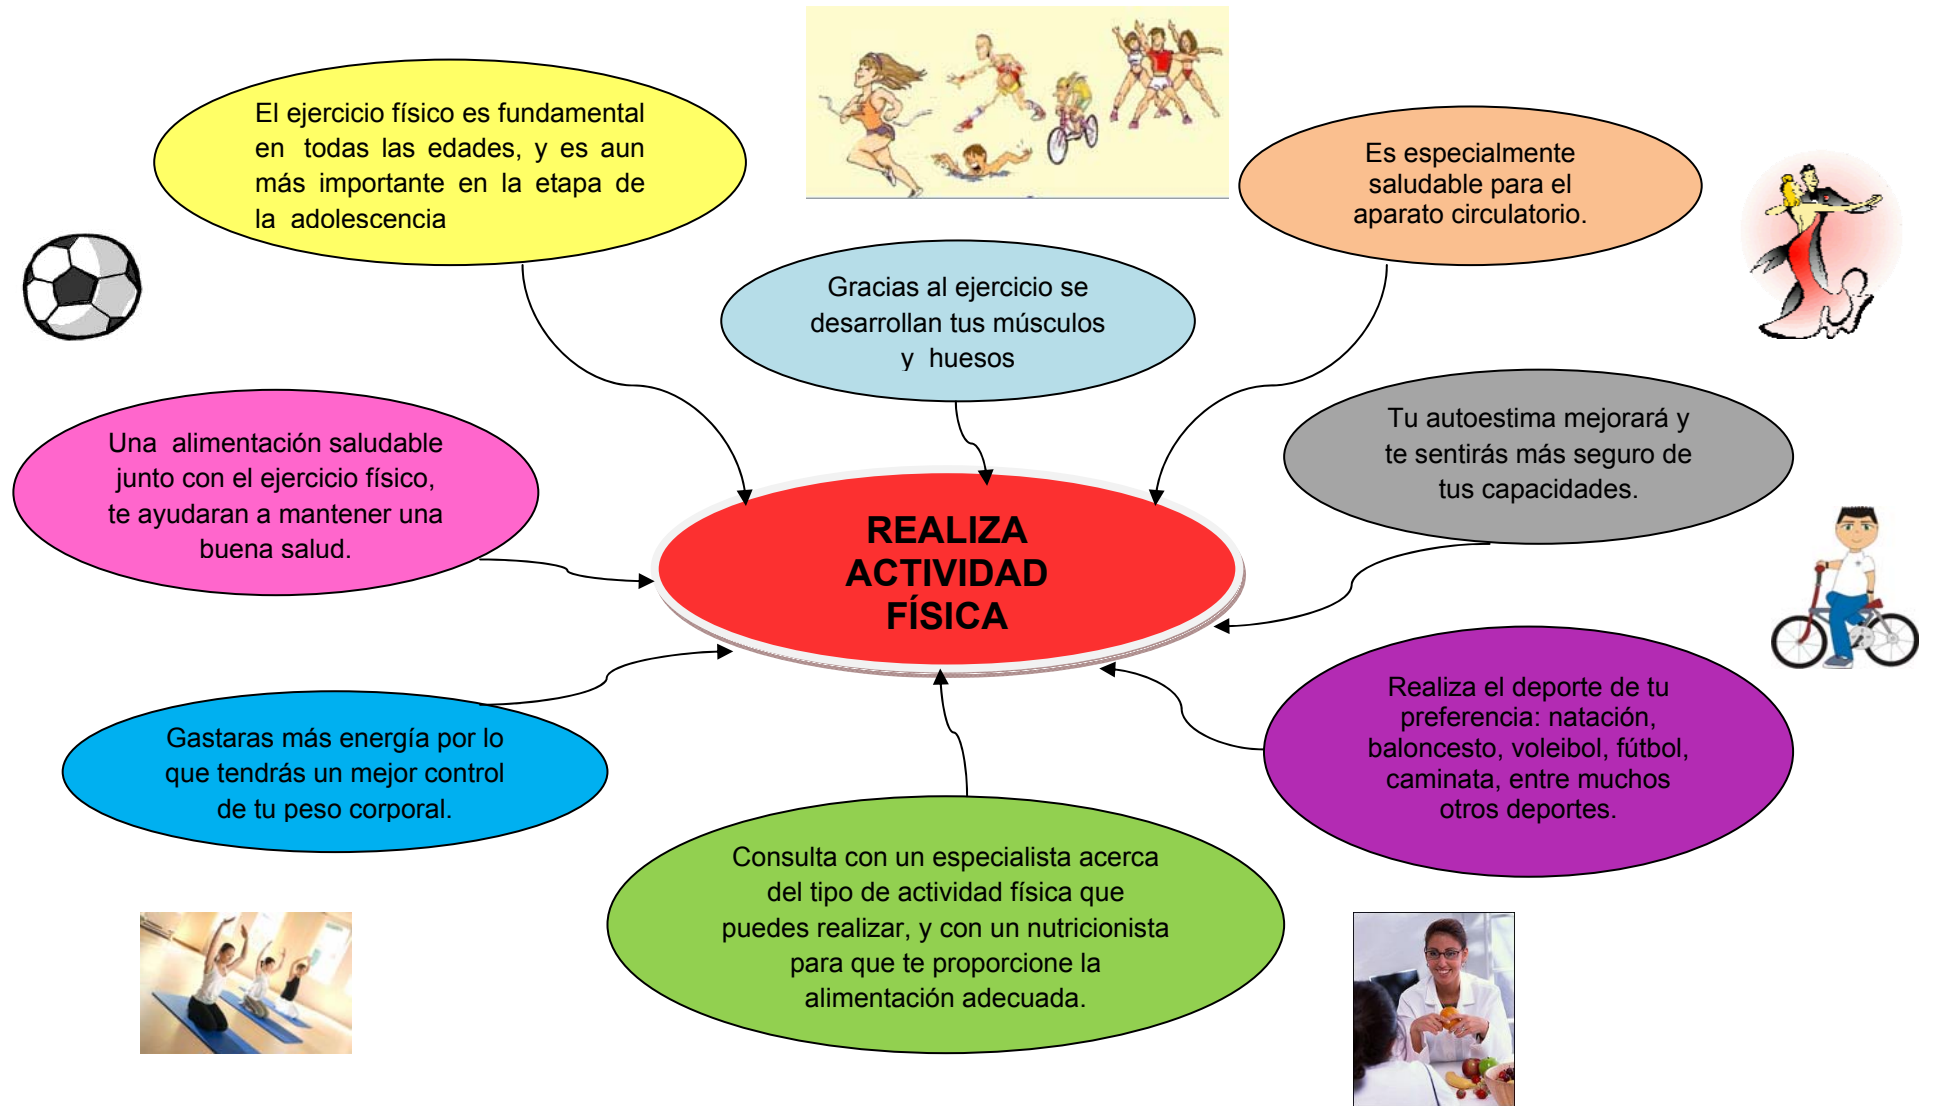 El ejercicio físico es fundamental
en todas las edades, y es aun
más importante en la etapa de
la adolescencia
Es especialmente
saludable para el
aparato circulatorio.
Gracias al ejercicio se
desarrollan tus músculos
y huesos
Una alimentación saludable
junto con el ejercicio físico,
te ayudaran a mantener una
buena salud.
Tu autoestima mejorará y
te sentirás más seguro de
tus capacidades.
REALIZA
ACTIVIDAD
FÍSICA
Gastaras más energía por lo
que tendrás un mejor control
de tu peso corporal.
Realiza el deporte de tu
preferencia: natación,
baloncesto, voleibol, fútbol,
caminata, entre muchos
otros deportes.
Consulta con un especialista acerca
del tipo de actividad física que
puedes realizar, y con un nutricionista
para que te proporcione la
alimentación adecuada.